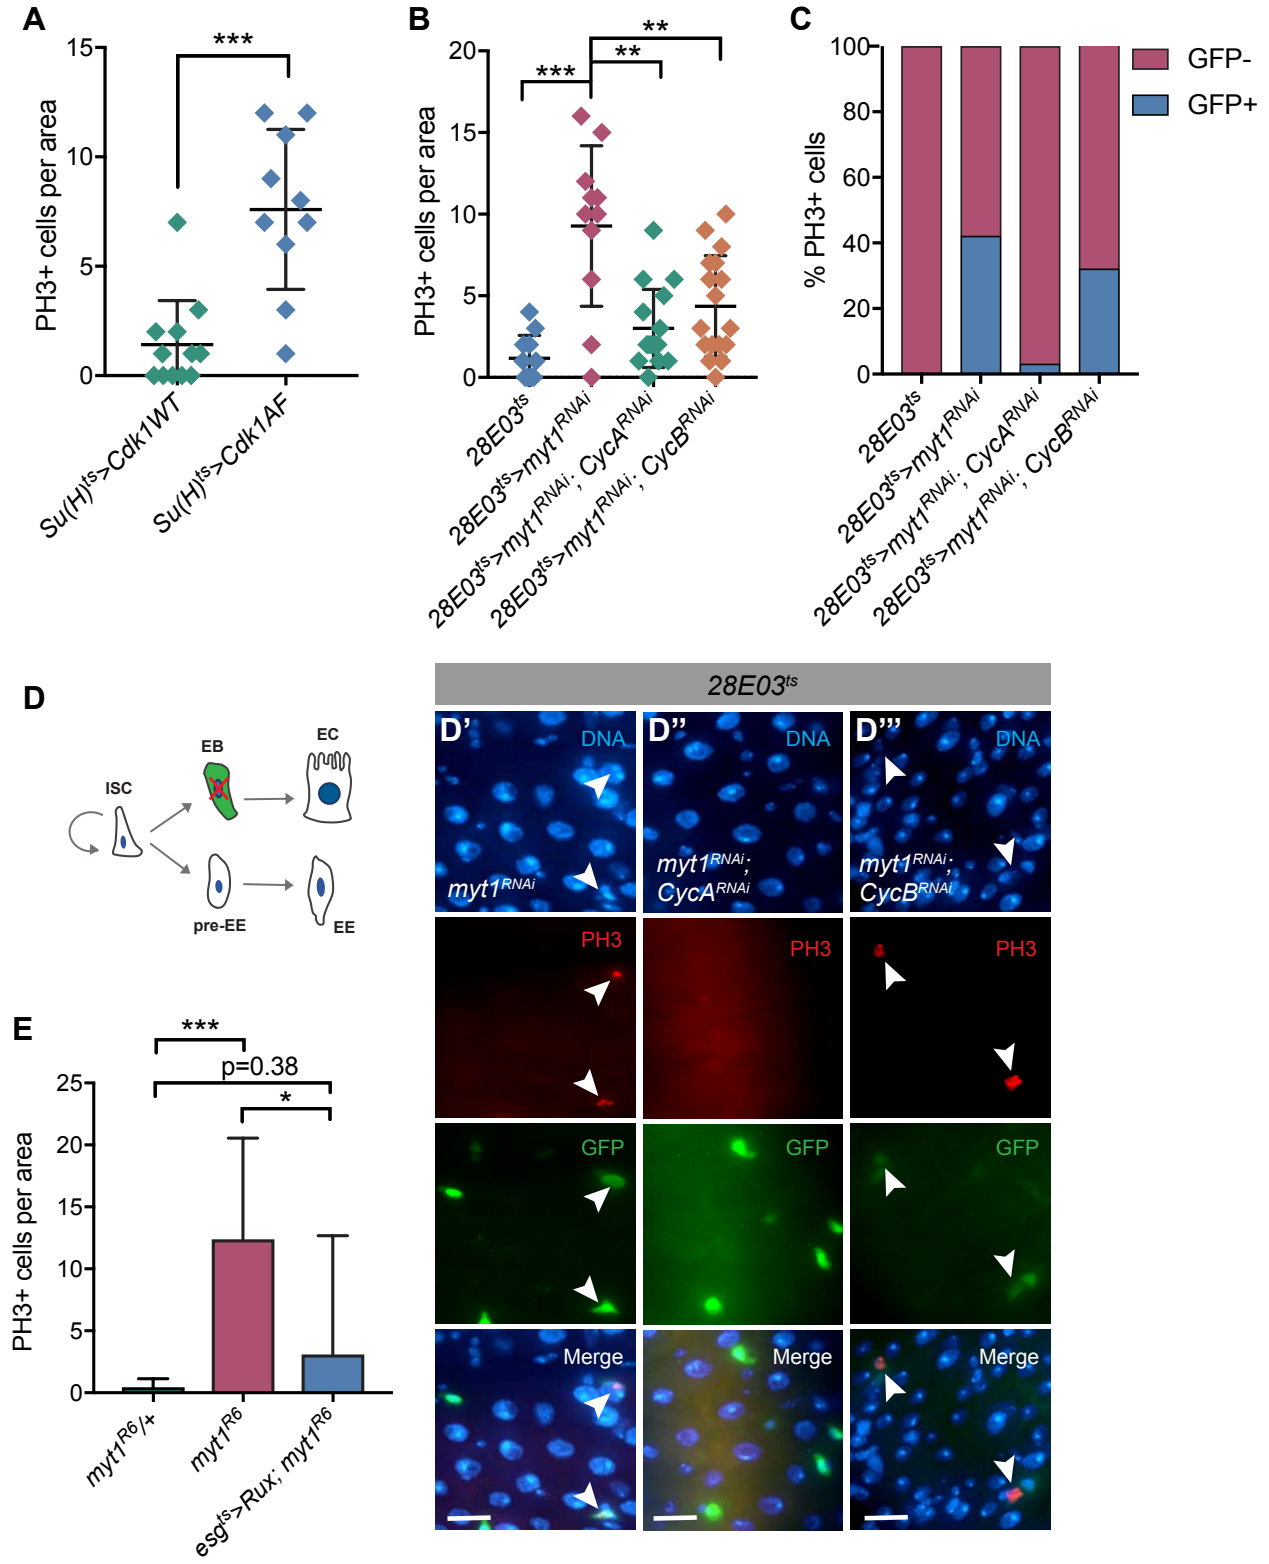 A
***
15
10
5
0
PH3+ cells per area
Su(H)ts>Cdk1WT
Su(H)ts>Cdk1AF
B
**
**
***
20
15
10
5
0
PH3+ cells per area
28E03ts
28E03ts>myt1RNAi
28E03ts>myt1RNAi; CycARNAi
28E03ts>myt1RNAi; CycBRNAi
C
100
80
60
40
20
0
% PH3+ cells
GFP-
GFP+
28E03ts
28E03ts>myt1RNAi
28E03ts>myt1RNAi; CycARNAi
28E03ts>myt1RNAi; CycBRNAi
D
ISC
EB
EC
pre-EE
EE
28E03ts
D'
DNA
myt1RNAi
D''
DNA
myt1RNAi;
CycARNAi
D'''
DNA
myt1RNAi;
CycBRNAi
PH3
PH3
PH3
GFP
GFP
GFP
Merge
Merge
Merge
E
***
p=0.38
*
25
20
15
10
5
0
PH3+ cells per area
myt1R6/+
myt1R6
esgts>Rux; myt1R6